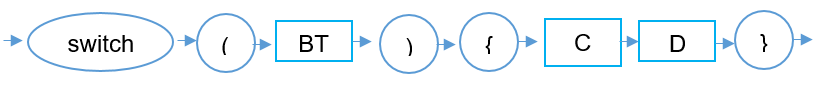 switch ( BT ) { C D }